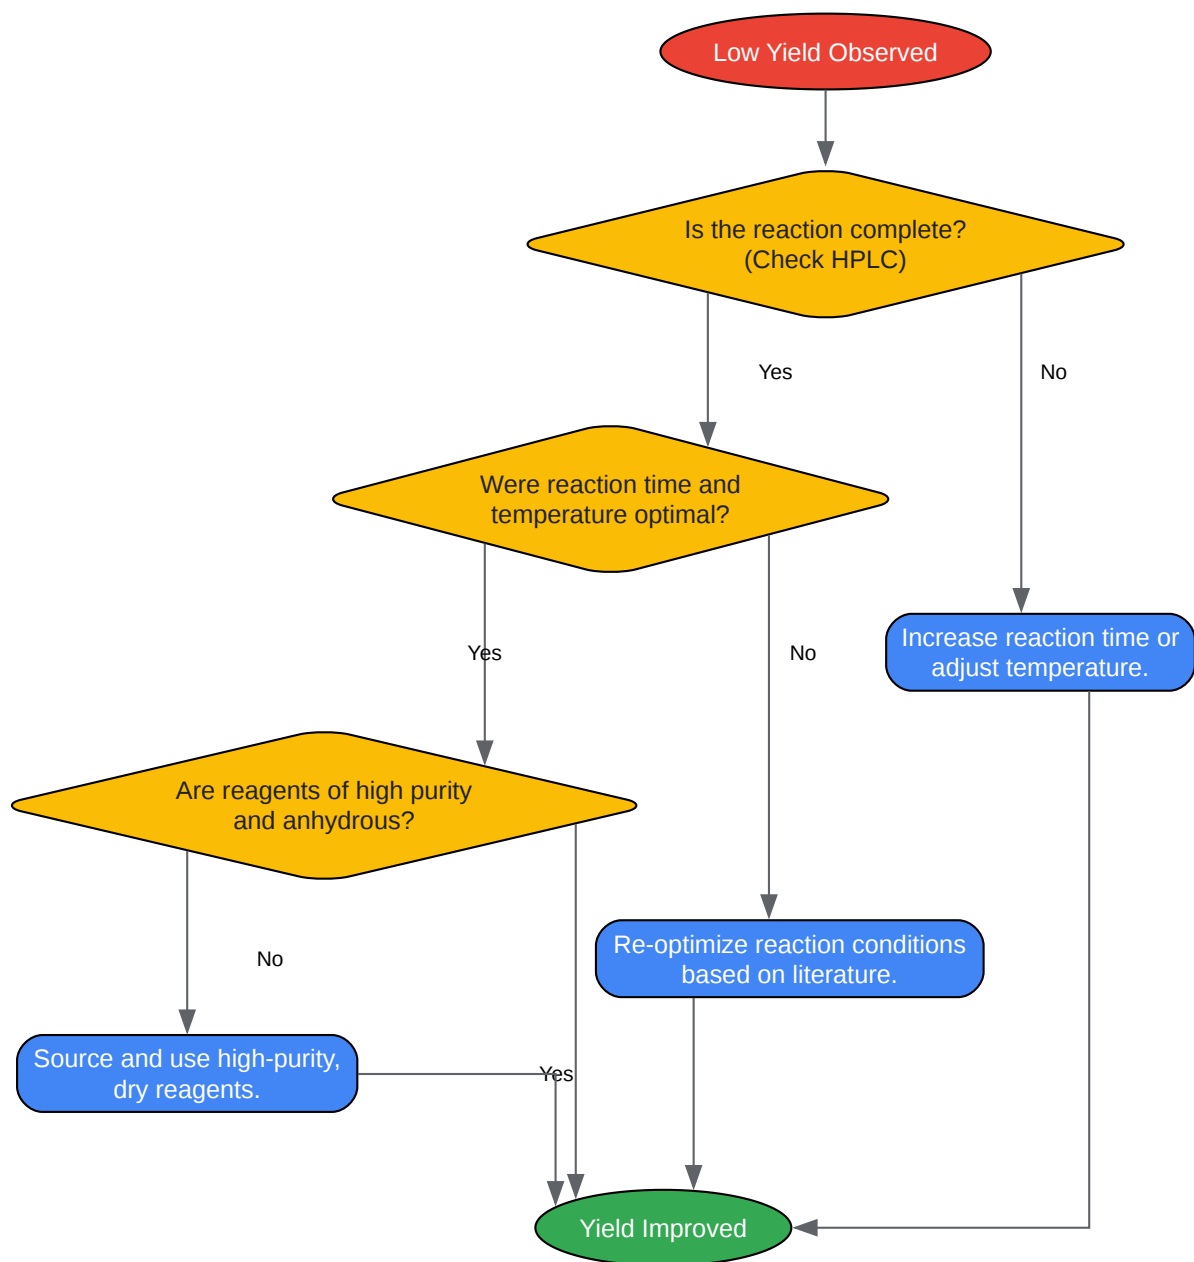 Low Yield Observed
Is the reaction complete?
(Check HPLC)
Yes
No
Were reaction time and
temperature optimal?
Yes
No
Increase reaction time or
adjust temperature.
Are reagents of high purity
and anhydrous?
No
Re-optimize reaction conditions
based on literature.
Source and use high-purity,
dry reagents.
Yes
Yield Improved